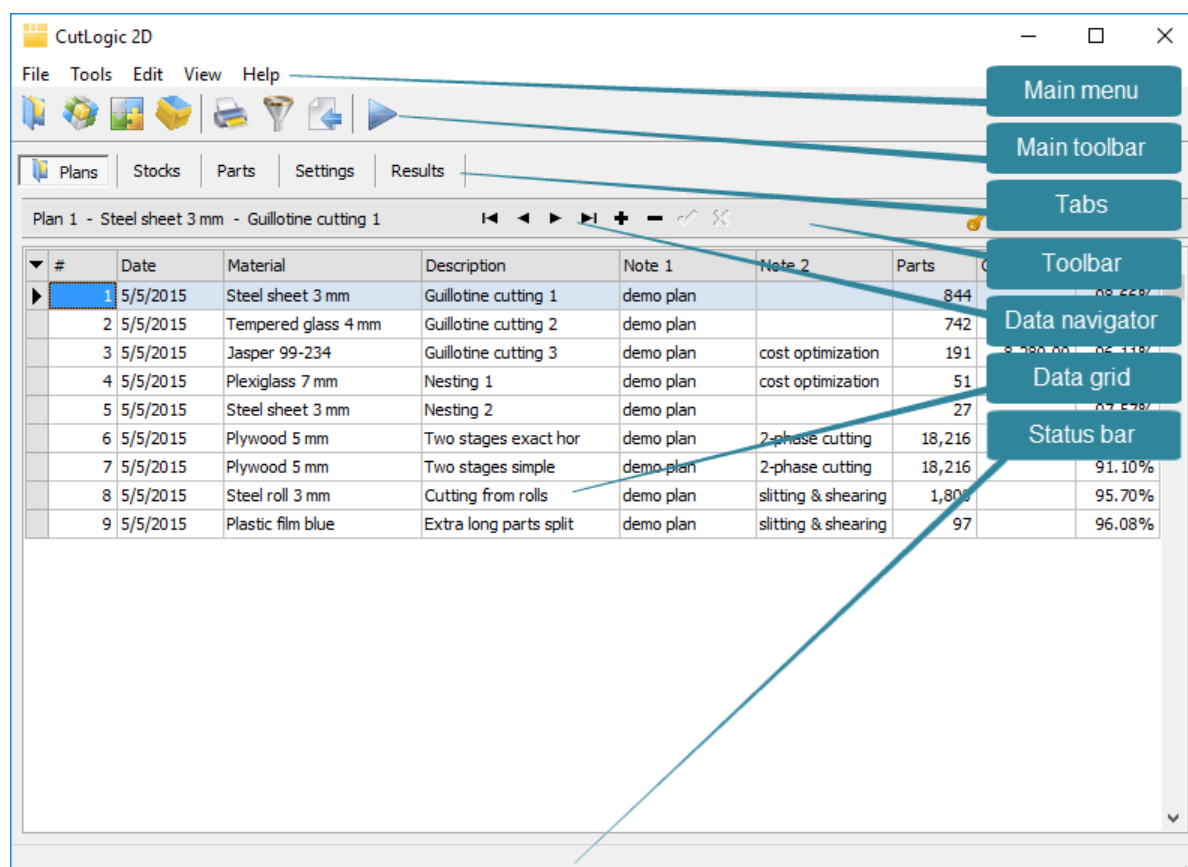 CutLogic 2D
File Tools Edit View Help
Main menu
Main toolbar
Plans Stocks Parts Settings Results
Tabs
Plan 1 - Steel sheet 3 mm - Guillotine cutting 1
Toolbar
# Date Material Description Note 1 Note 2 Parts
1 5/5/2015 Steel sheet 3 mm Guillotine cutting 1 demo plan 844 98.66%
2 5/5/2015 Tempered glass 4 mm Guillotine cutting 2 demo plan 742
Data navigator
3 5/5/2015 Jasper 99-234 Guillotine cutting 3 demo plan cost optimization 191 8,280.00 96.11%
4 5/5/2015 Plexiglass 7 mm Nesting 1 demo plan cost optimization 51
Data grid
5 5/5/2015 Steel sheet 3 mm Nesting 2 demo plan 27 97.57%
6 5/5/2015 Plywood 5 mm Two stages exact hor demo plan 2-phase cutting 18,216
Status bar
7 5/5/2015 Plywood 5 mm Two stages simple demo plan 2-phase cutting 18,216 91.10%
8 5/5/2015 Steel roll 3 mm Cutting from rolls demo plan slitting & shearing 95.70%
9 5/5/2015 Plastic film blue Extra long parts split demo plan slitting & shearing 97 96.08%